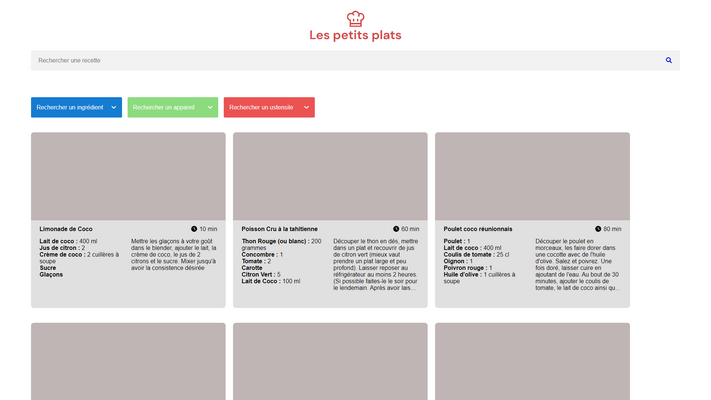 Les petits plats
Rechercher une recette
Rechercher un ingrédient
Rechercher un appareil
Rechercher un ustensile
Limonade de Coco
10 min
Lait de coco : 400 ml
Jus de citron : 2
Crème de coco : 2 cuillères à
soupe
Sucre
Glaçons
Mettre les glaçons à votre goût
dans le blender, ajouter le lait, la
crème de coco, le jus de 2
citrons et le sucre. Mixer jusqu'à
avoir la consistence désirée
Poisson Cru à la tahitienne
60 min
Thon Rouge (ou blanc) : 200
grammes
Concombre : 1
Tomate : 2
Carotte
Citron Vert : 5
Lait de Coco : 100 ml
Découper le thon en dés, mettre
dans un plat et recouvrir de jus
de citron vert (mieux vaut
prendre un plat large et peu
profond). Laisser reposer au
réfrigérateur au moins 2 heures.
(Si possible faites-le le soir pour
le lendemain. Après avoir lais…
Poulet coco réunionnais
80 min
Poulet : 1
Lait de coco : 400 ml
Coulis de tomate : 25 cl
Oignon : 1
Poivron rouge : 1
Huile d'olive : 1 cuillères à
soupe
Découper le poulet en
morceaux, les faire dorer dans
une cocotte avec de l'huile
d'olive. Salez et poivrez. Une
fois doré, laisser cuire en
ajoutant de l'eau. Au bout de 30
minutes, ajouter le coulis de
tomate, le lait de coco ainsi qu…